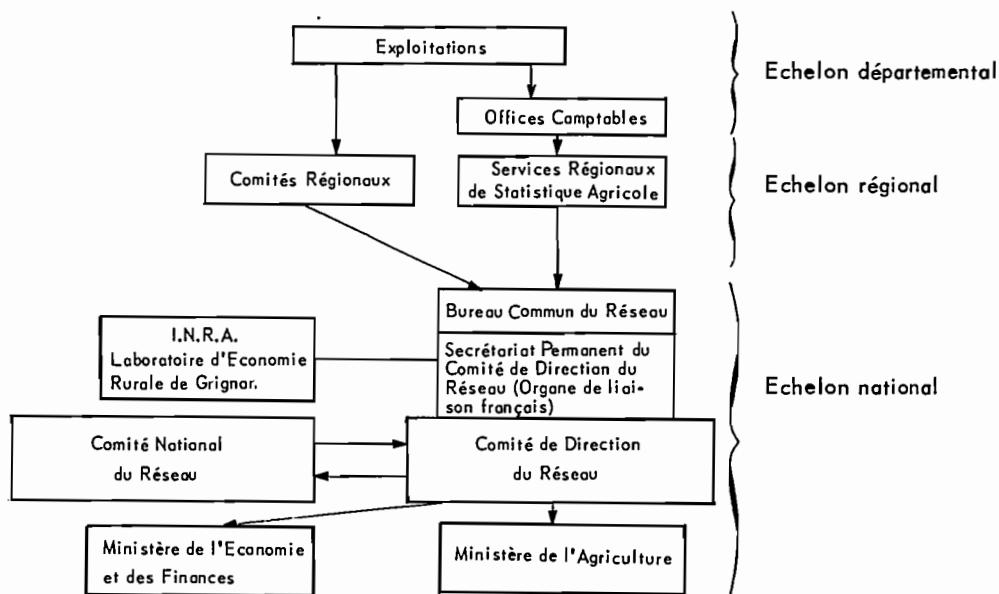 Exploitations
Echelon départemental
Offices Camptables
Comités Régionaux
Services Régionaux
de Statistique Agricole
Echelon régional
Bureau Commun du Réseau
I.N.R.A.
Laboratoire d'Economie
Rurale de Grignar.
Secrétariat Permanent du
Comité de Direction du
Réseau (Organe de liai-
son français)
Echelon national
Comité National
du Réseau
Comité de Direction
du Réseau
Ministère de l'Economie
et des Finances
Ministère de l'Agriculture